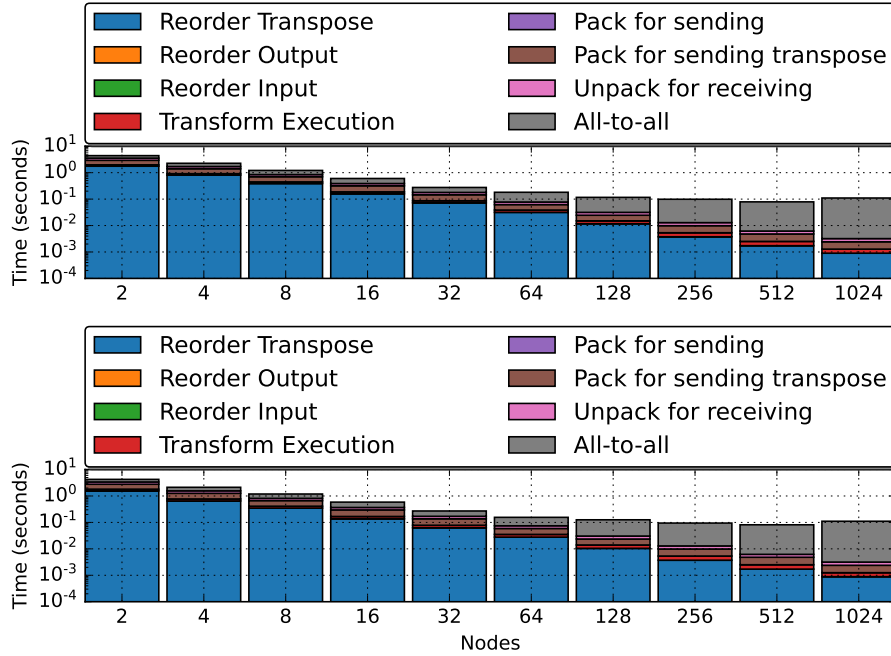 Reorder Transpose
Reorder Output
Reorder Input
Transform Execution
Pack for sending
Pack for sending transpose
Unpack for receiving
All-to-all
Time (seconds)
10^1
10^0
10^-1
10^-2
10^-3
10^-4
2 4 8 16 32 64 128 256 512 1024
Reorder Transpose
Reorder Output
Reorder Input
Transform Execution
Pack for sending
Pack for sending transpose
Unpack for receiving
All-to-all
Time (seconds)
10^1
10^0
10^-1
10^-2
10^-3
10^-4
2 4 8 16 32 64 128 256 512 1024
Nodes